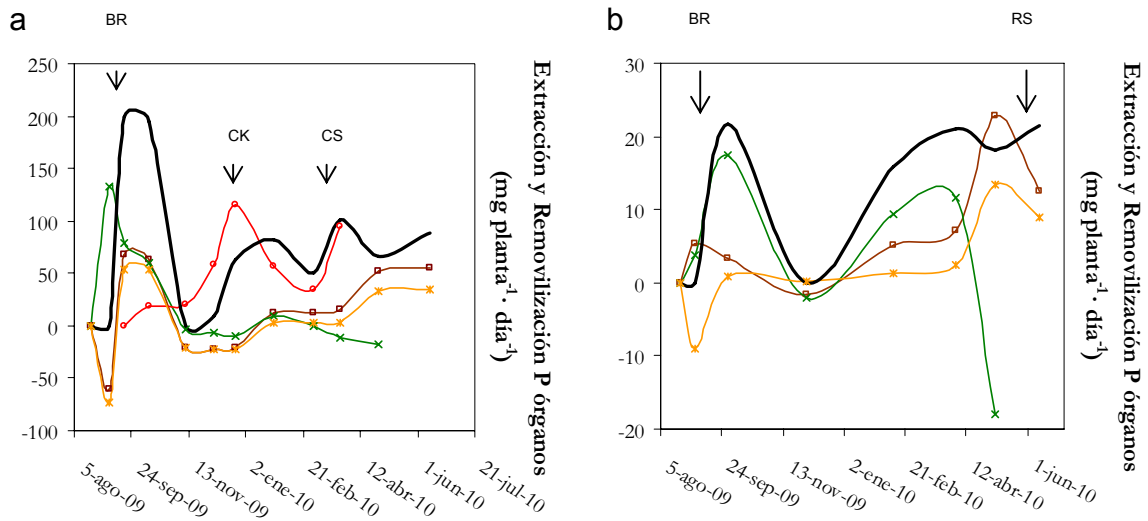 a
BR
CK
CS
250
200
150
100
50
0
-50
-100
5-ago-09
24-sep-09
13-nov-09
2-ene-10
21-feb-10
12-abr-10
1-jun-10
21-jul-10
Extracción y Removilización P órganos
(mg planta⁻¹· día⁻¹)
b
BR
RS
30
20
10
0
-10
-20
5-ago-09
24-sep-09
13-nov-09
2-ene-10
21-feb-10
12-abr-10
1-jun-10
Extracción y Removilización P órganos
(mg planta⁻¹· día⁻¹)